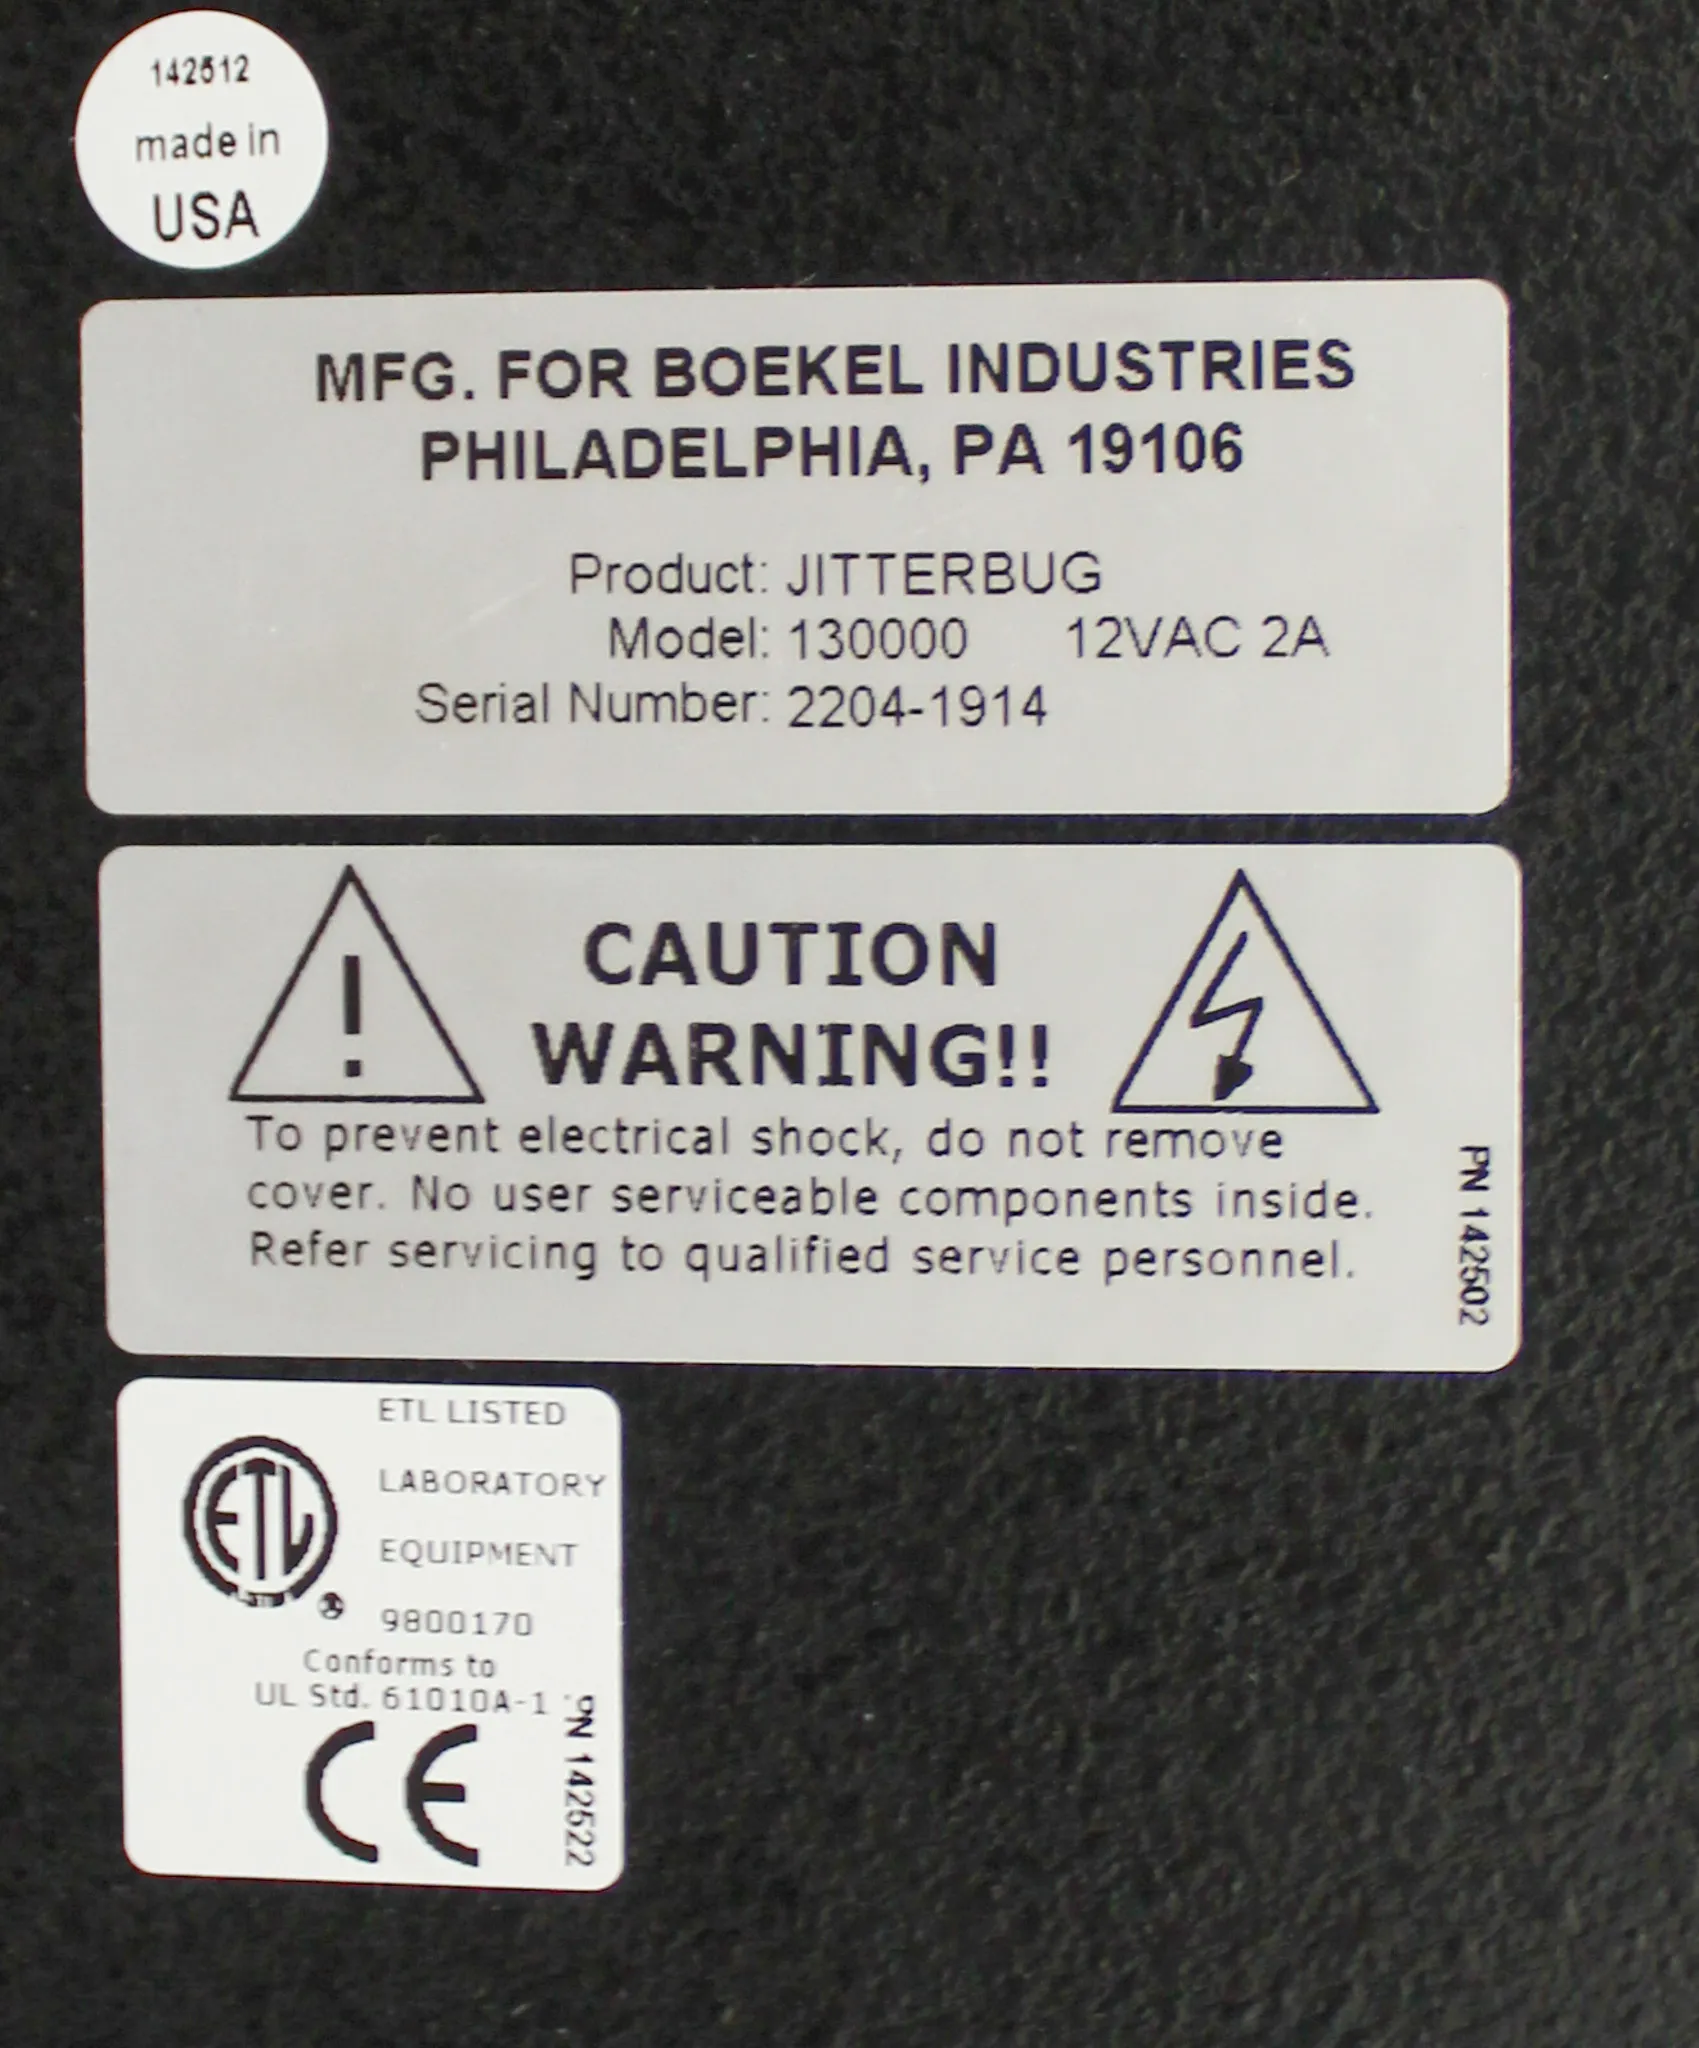 142512
made in
USA
MFG. FOR BOEKEL INDUSTRIES
PHILADELPHIA, PA 19106
Product: JITTERBUG
Model: 130000 12VAC 2A
Serial Number: 2204-1914
!
CAUTION
WARNING!!
To prevent electrical shock, do not remove
cover. No user serviceable components inside.
Refer servicing to qualified service personnel.
PN 142502
ETL LISTED
LABORATORY
EQUIPMENT
9800170
ETL
Conforms to
UL Std. 61010A-1
CE
PN 142522